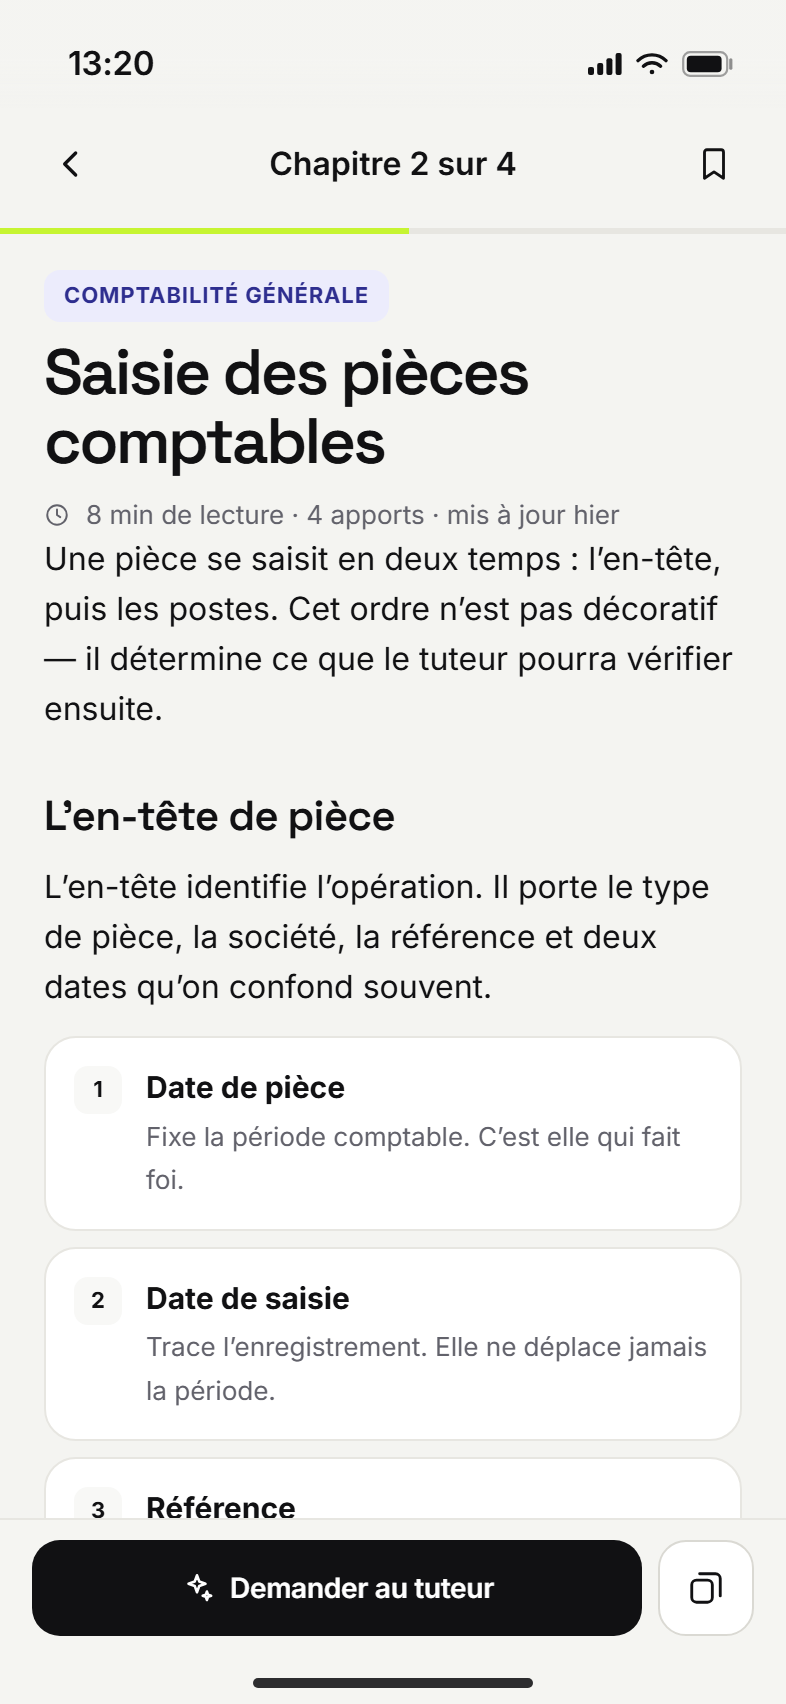 13:20
Chapitre 2 sur 4
COMPTABILITÉ GÉNÉRALE
Saisie des pièces
comptables
8 min de lecture · 4 apports · mis à jour hier
Une pièce se saisit en deux temps : l’en-tête,
puis les postes. Cet ordre n’est pas décoratif
— il détermine ce que le tuteur pourra vérifier
ensuite.
L’en-tête de pièce
L’en-tête identifie l’opération. Il porte le type
de pièce, la société, la référence et deux
dates qu’on confond souvent.
1 Date de pièce
Fixe la période comptable. C’est elle qui fait
foi.
2 Date de saisie
Trace l’enregistrement. Elle ne déplace jamais
la période.
3 Référence
Demander au tuteur